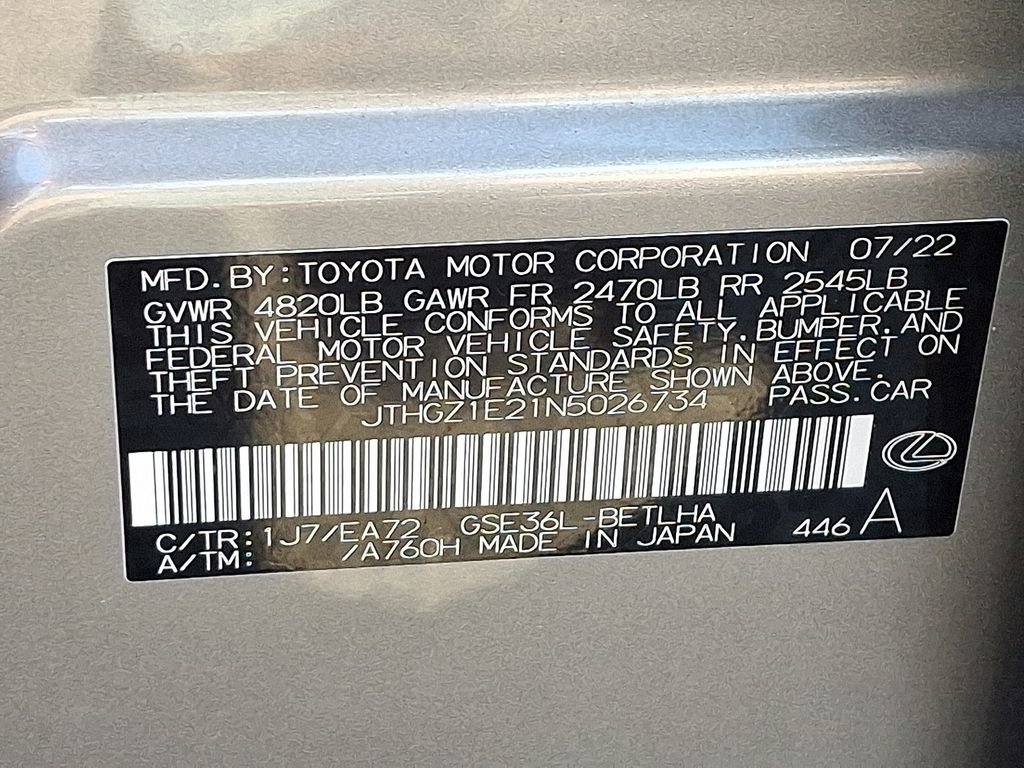 MFD. BY: TOYOTA MOTOR CORPORATION 07/22
GVWR 4820LB GAWR FR 2470LB RR 2545LB
THIS VEHICLE CONFORMS TO ALL APPLICABLE
FEDERAL MOTOR VEHICLE SAFETY, BUMPER, AND
THEFT PREVENTION STANDARDS IN EFFECT ON
THE DATE OF MANUFACTURE SHOWN ABOVE.
JTHGZ1E21N5026734 PASS. CAR
C/TR: 1J7/EA72 GSE36L-BETLHA
A/TM: /A760H MADE IN JAPAN 446 A